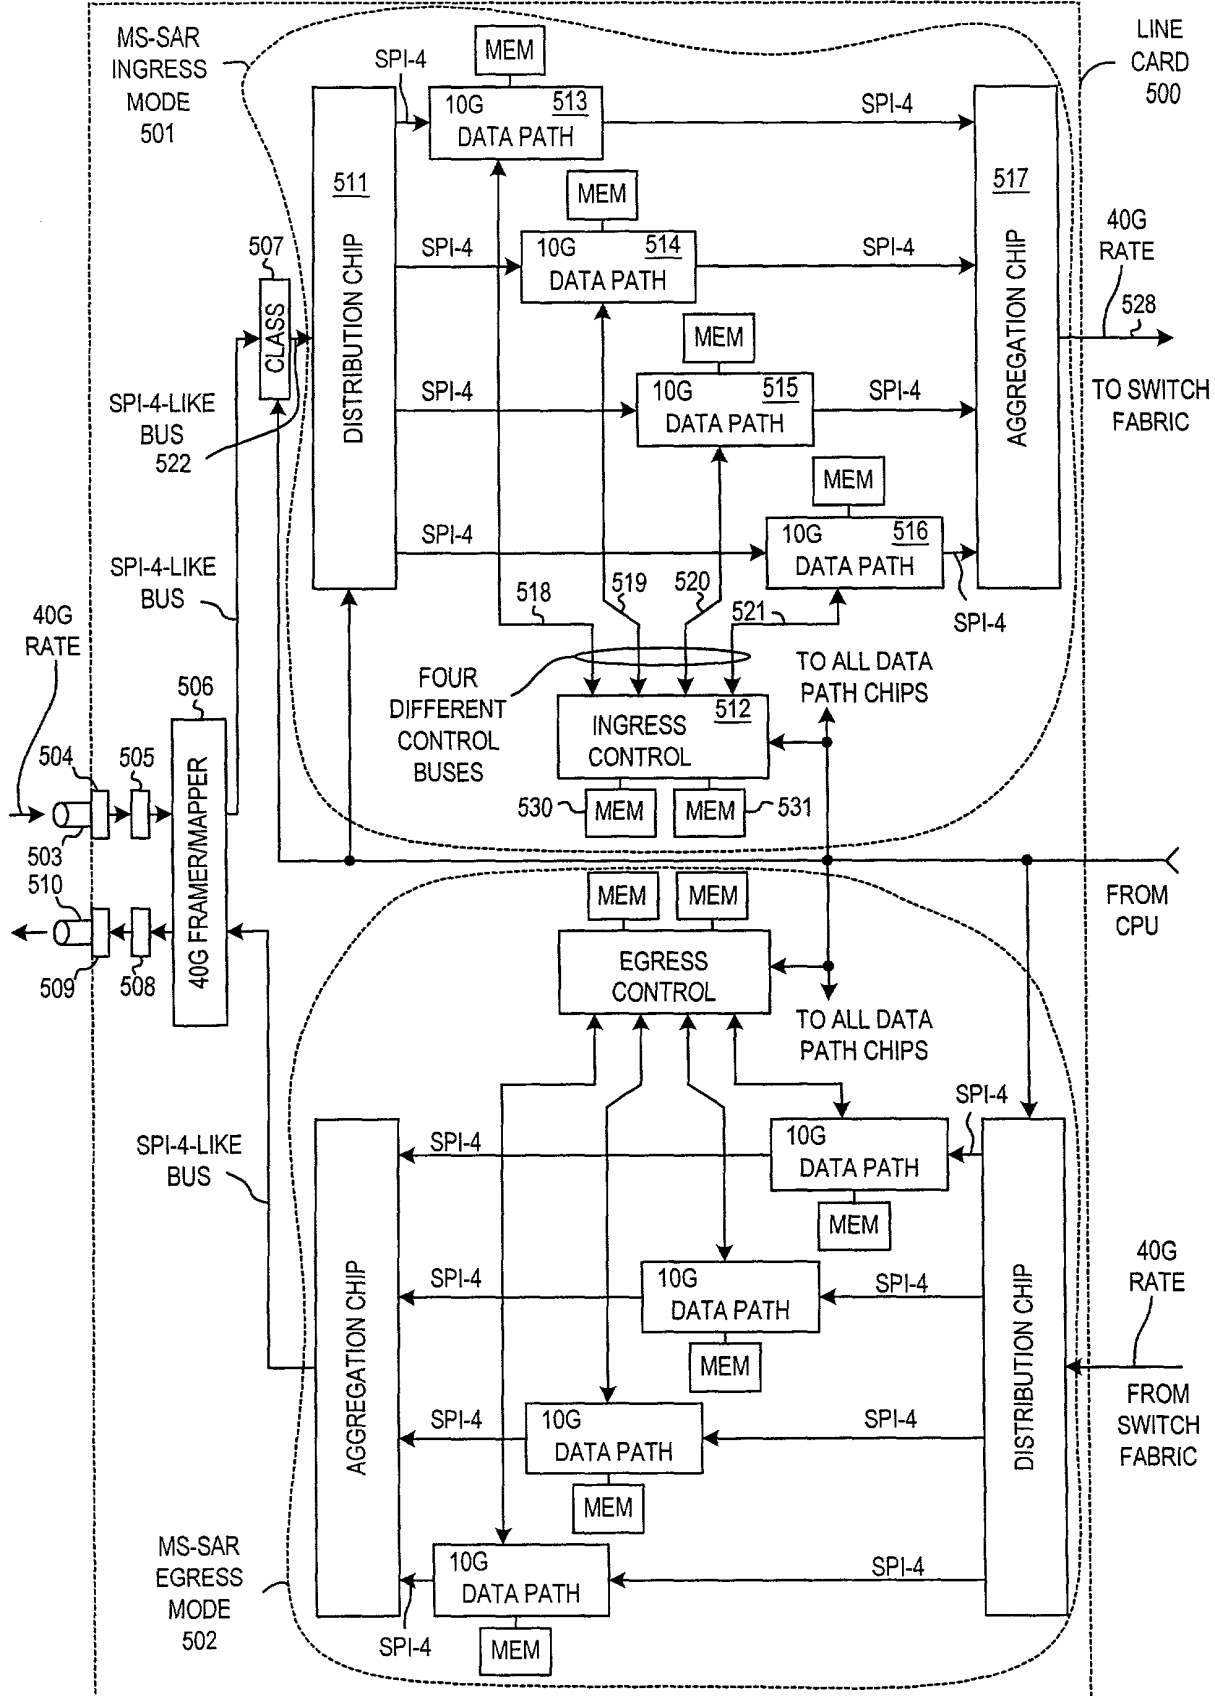 MS-SAR
INGRESS
MODE
501
LINE
CARD
500
SPI-4
MEM
10G 513
DATA PATH
SPI-4
511
DISTRIBUTION CHIP
MEM
SPI-4
10G 514
DATA PATH
SPI-4
517
AGGREGATION CHIP
40G
RATE
528
TO SWITCH
FABRIC
507
CLASS
MEM
SPI-4
10G 515
DATA PATH
SPI-4
SPI-4-LIKE
BUS
522
MEM
SPI-4
10G 516
DATA PATH
SPI-4
SPI-4-LIKE
BUS
518
519
520
521
40G
RATE
FOUR
DIFFERENT
CONTROL
BUSES
TO ALL DATA
PATH CHIPS
512
INGRESS
CONTROL
530
MEM
MEM
531
506
504
505
40G FRAMER/MAPPER
503
510
509
508
FROM
CPU
MEM
MEM
EGRESS
CONTROL
TO ALL DATA
PATH CHIPS
SPI-4-LIKE
BUS
SPI-4
10G
DATA PATH
SPI-4
MEM
AGGREGATION CHIP
SPI-4
10G
DATA PATH
SPI-4
MEM
DISTRIBUTION CHIP
40G
RATE
FROM
SWITCH
FABRIC
SPI-4
10G
DATA PATH
SPI-4
MEM
MS-SAR
EGRESS
MODE
502
SPI-4
10G
DATA PATH
SPI-4
MEM